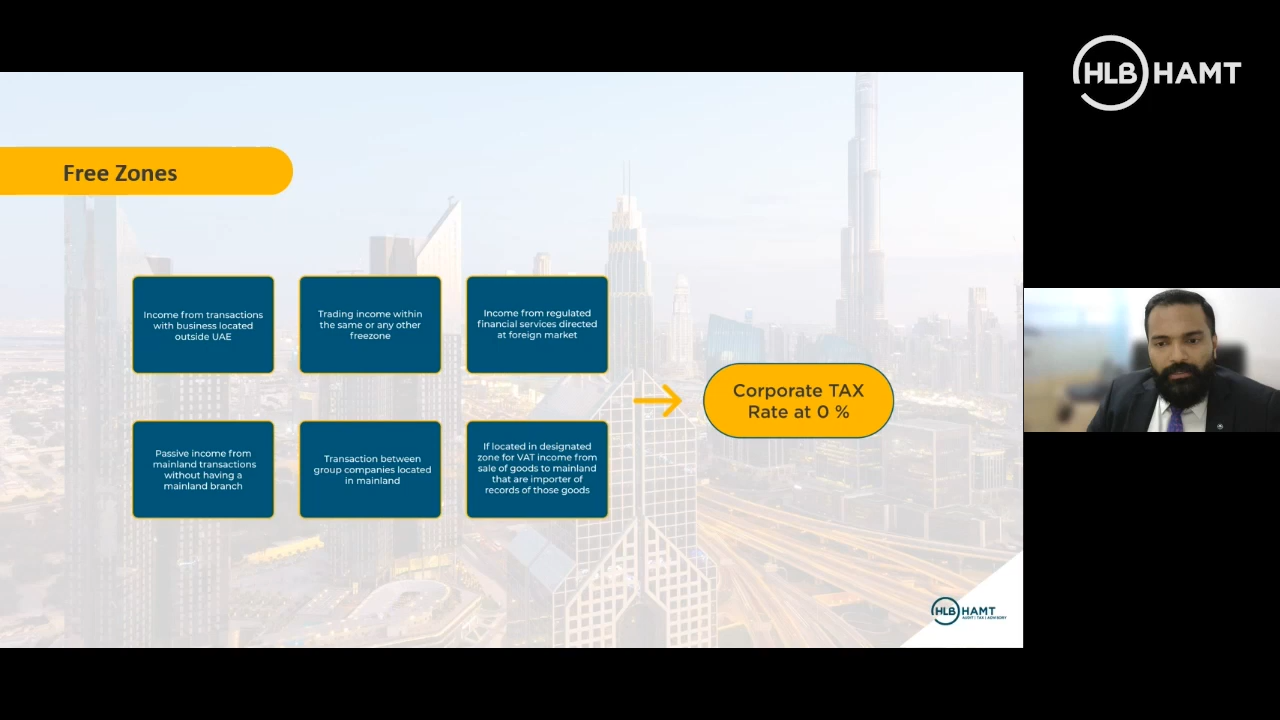 HLB HAMT
Free Zones
Income from transactions
with business located
outside UAE
Trading income within
the same or any other
freezone
Income from regulated
financial services directed
at foreign market
Passive income from
mainland transactions
without having a
mainland branch
Transaction between
group companies located
in mainland
If located in designated
zone for VAT income from
sale of goods to mainland
that are importer of
records of those goods
Corporate TAX
Rate at 0 %
HLB HAMT
AUDIT | TAX | ADVISORY